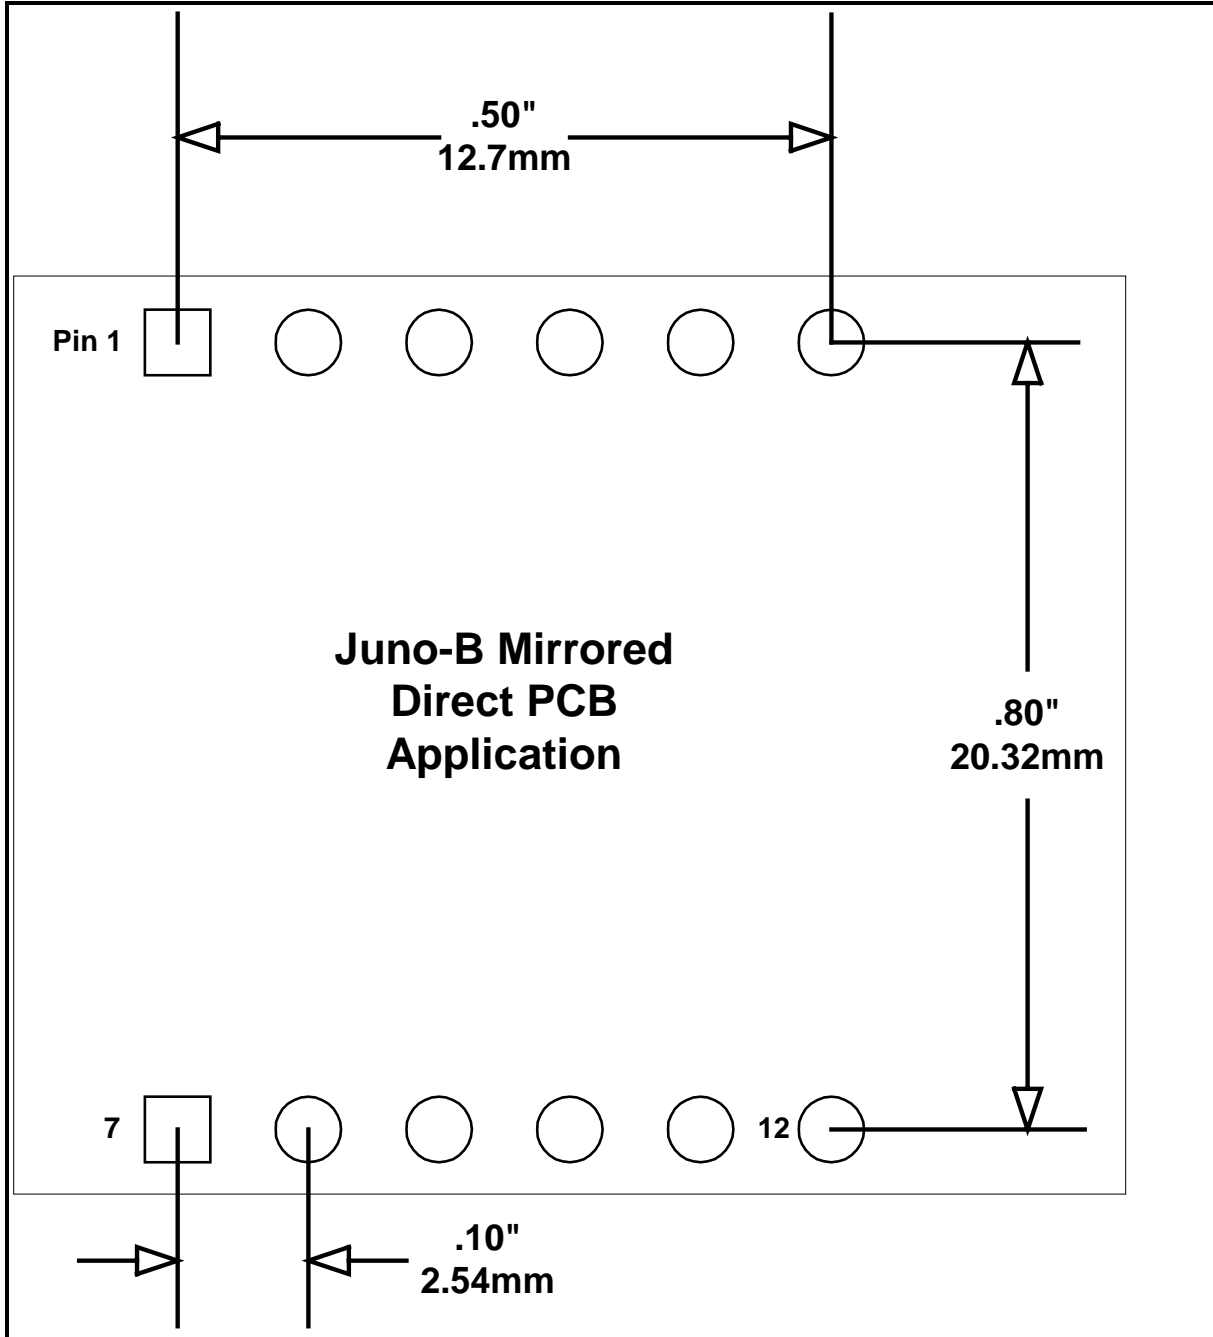 .50"
12.7mm
Pin 1
Juno-B Mirrored
Direct PCB
Application
.80"
20.32mm
7
12
.10"
2.54mm